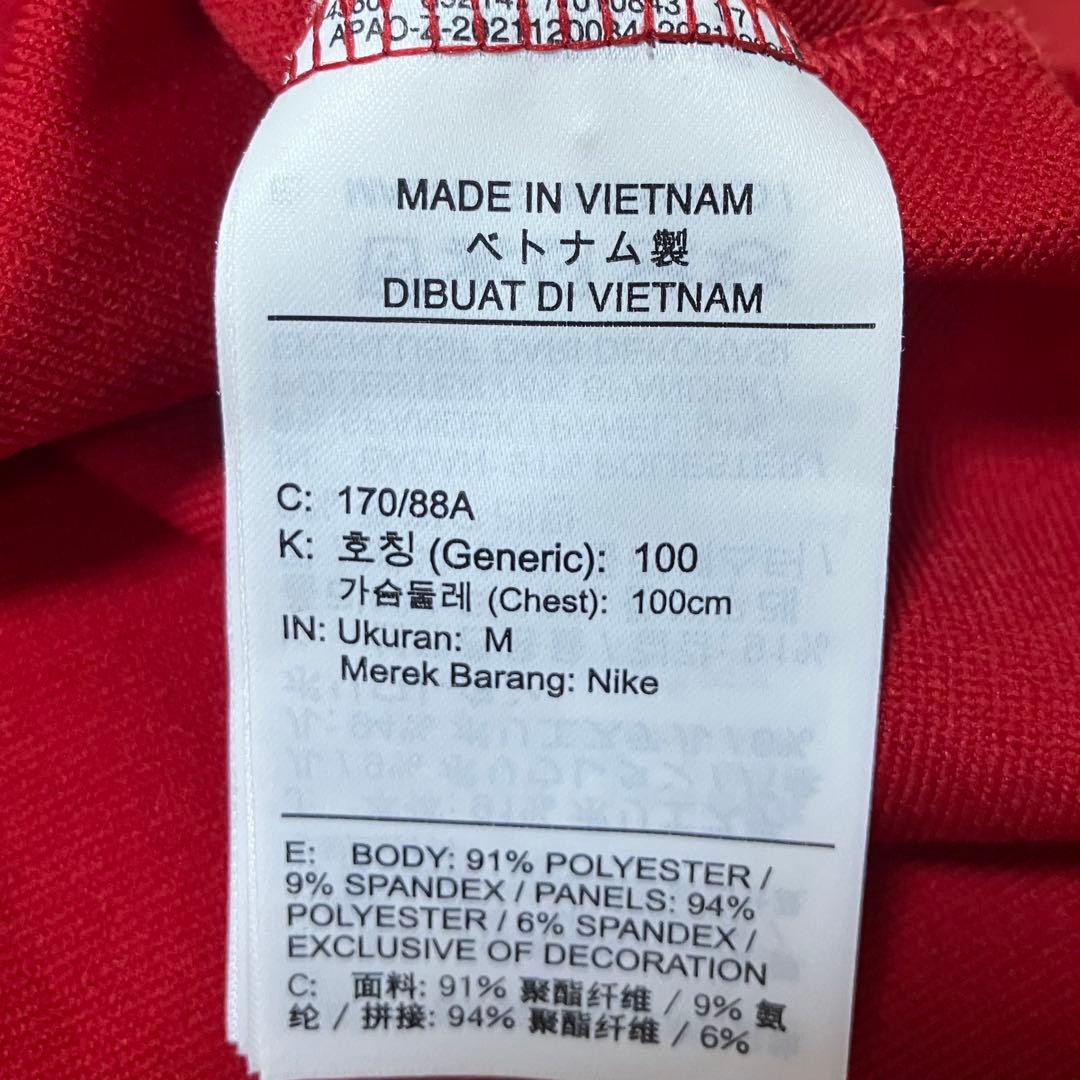 APAO-Z-2021120034
MADE IN VIETNAM
ベトナム製
DIBUAT DI VIETNAM
C: 170/88A
K: 호칭 (Generic): 100
가슴둘레 (Chest): 100cm
IN: Ukuran: M
Merek Barang: Nike
E: BODY: 91% POLYESTER /
9% SPANDEX / PANELS: 94%
POLYESTER / 6% SPANDEX /
EXCLUSIVE OF DECORATION
C: 面料: 91% 聚酯纤维 / 9% 氨
纶 / 拼接: 94% 聚酯纤维 / 6%